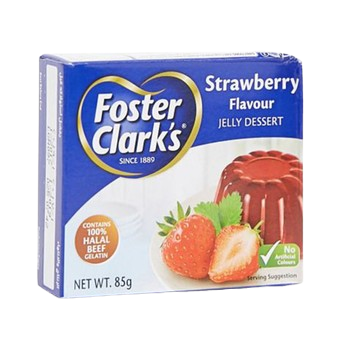 Foster
Clark's®
SINCE 1889
Strawberry
Flavour
JELLY DESSERT
CONTAINS
100%
HALAL
BEEF
GELATIN
No
Artificial
Colours
Serving Suggestion
NET WT. 85g